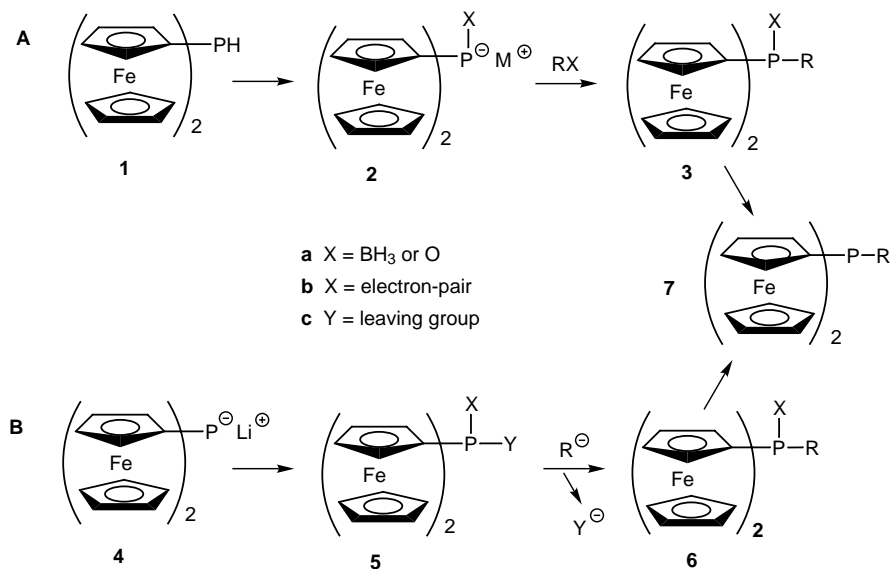 A
PH
Fe
2
1
X
P⊖ M⊕
Fe
2
2
RX
X
P–R
Fe
2
3
a X = BH3 or O
b X = electron-pair
c Y = leaving group
7
P–R
Fe
2
B
P⊖ Li⊕
Fe
2
4
X
P–Y
Fe
2
5
R⊖
Y⊖
X
P–R
Fe
2
6